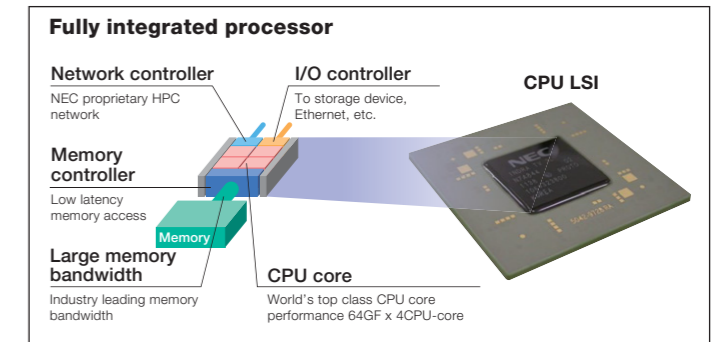 Fully integrated processor
Network controller
NEC proprietary HPC
network
I/O controller
To storage device,
Ethernet, etc.
CPU LSI
NEC
Memory
controller
Low latency
memory access
Memory
Large memory
bandwidth
Industry leading memory
bandwidth
CPU core
World's top class CPU core
performance 64GF x 4CPU-core